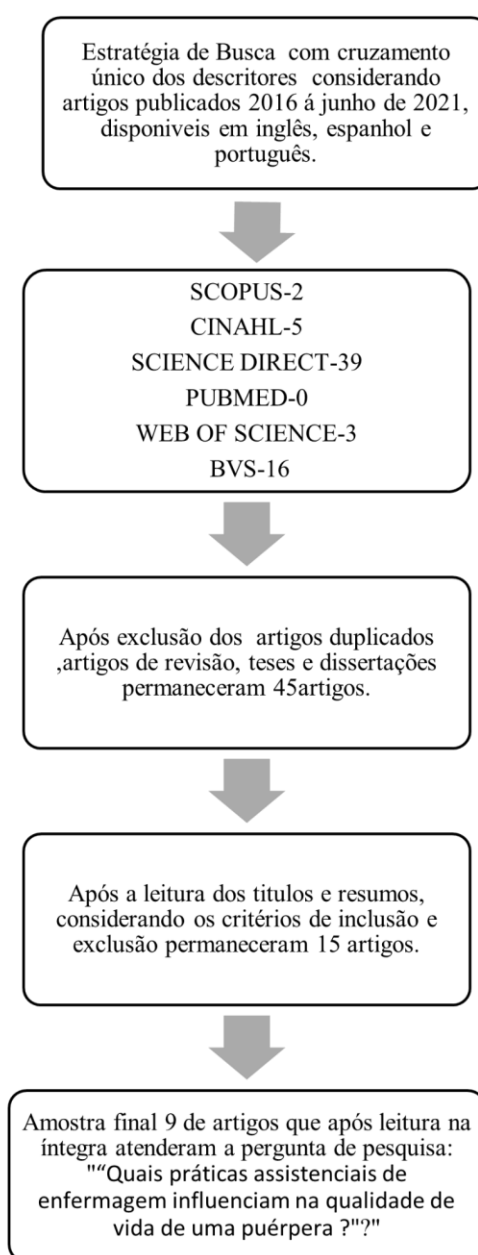 Estratégia de Busca com cruzamento
único dos descritores considerando
artigos publicados 2016 á junho de 2021,
disponiveis em inglês, espanhol e
português.
SCOPUS-2
CINAHL-5
SCIENCE DIRECT-39
PUBMED-0
WEB OF SCIENCE-3
BVS-16
Após exclusão dos artigos duplicados
,artigos de revisão, teses e dissertações
permaneceram 45artigos.
Após a leitura dos titulos e resumos,
considerando os critérios de inclusão e
exclusão permaneceram 15 artigos.
Amostra final 9 de artigos que após leitura na
íntegra atenderam a pergunta de pesquisa:
"“Quais práticas assistenciais de
enfermagem influenciam na qualidade de
vida de uma puérpera ?"?"